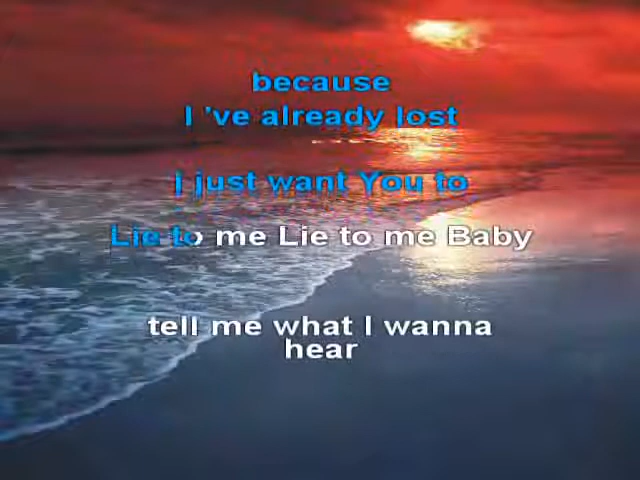 because
I 've already lost
i just want You to
Lie to me Lie to me Baby
tell me what I wanna
hear